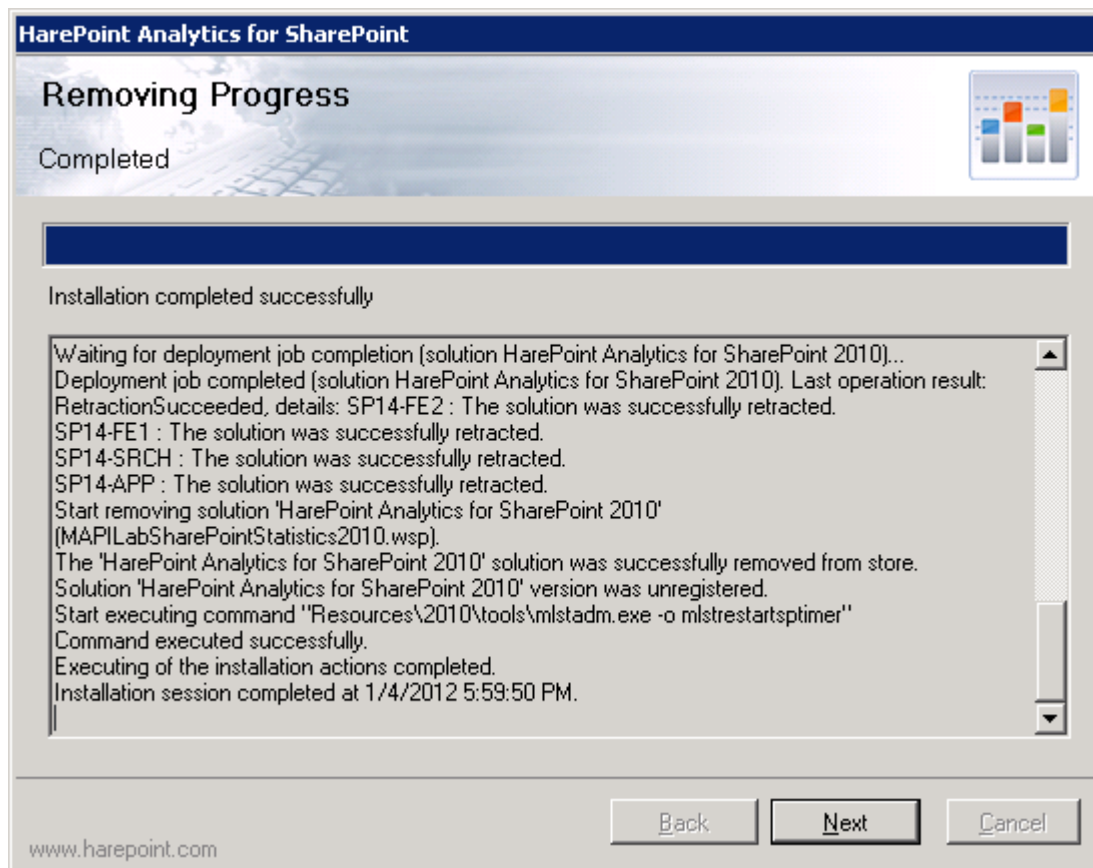 HarePoint Analytics for SharePoint
Removing Progress
Completed
Installation completed successfully
Waiting for deployment job completion (solution HarePoint Analytics for SharePoint 2010)...
Deployment job completed (solution HarePoint Analytics for SharePoint 2010). Last operation result:
RetractionSucceeded, details: SP14-FE2 : The solution was successfully retracted.
SP14-FE1 : The solution was successfully retracted.
SP14-SRCH : The solution was successfully retracted.
SP14-APP : The solution was successfully retracted.
Start removing solution 'HarePoint Analytics for SharePoint 2010'
(MAPILabSharePointStatistics2010.wsp).
The 'HarePoint Analytics for SharePoint 2010' solution was successfully removed from store.
Solution 'HarePoint Analytics for SharePoint 2010' version was unregistered.
Start executing command "Resources\2010\tools\mlstadm.exe -o mlstrestartsptimer"
Command executed successfully.
Executing of the installation actions completed.
Installation session completed at 1/4/2012 5:59:50 PM.
Back Next Cancel
www.harepoint.com